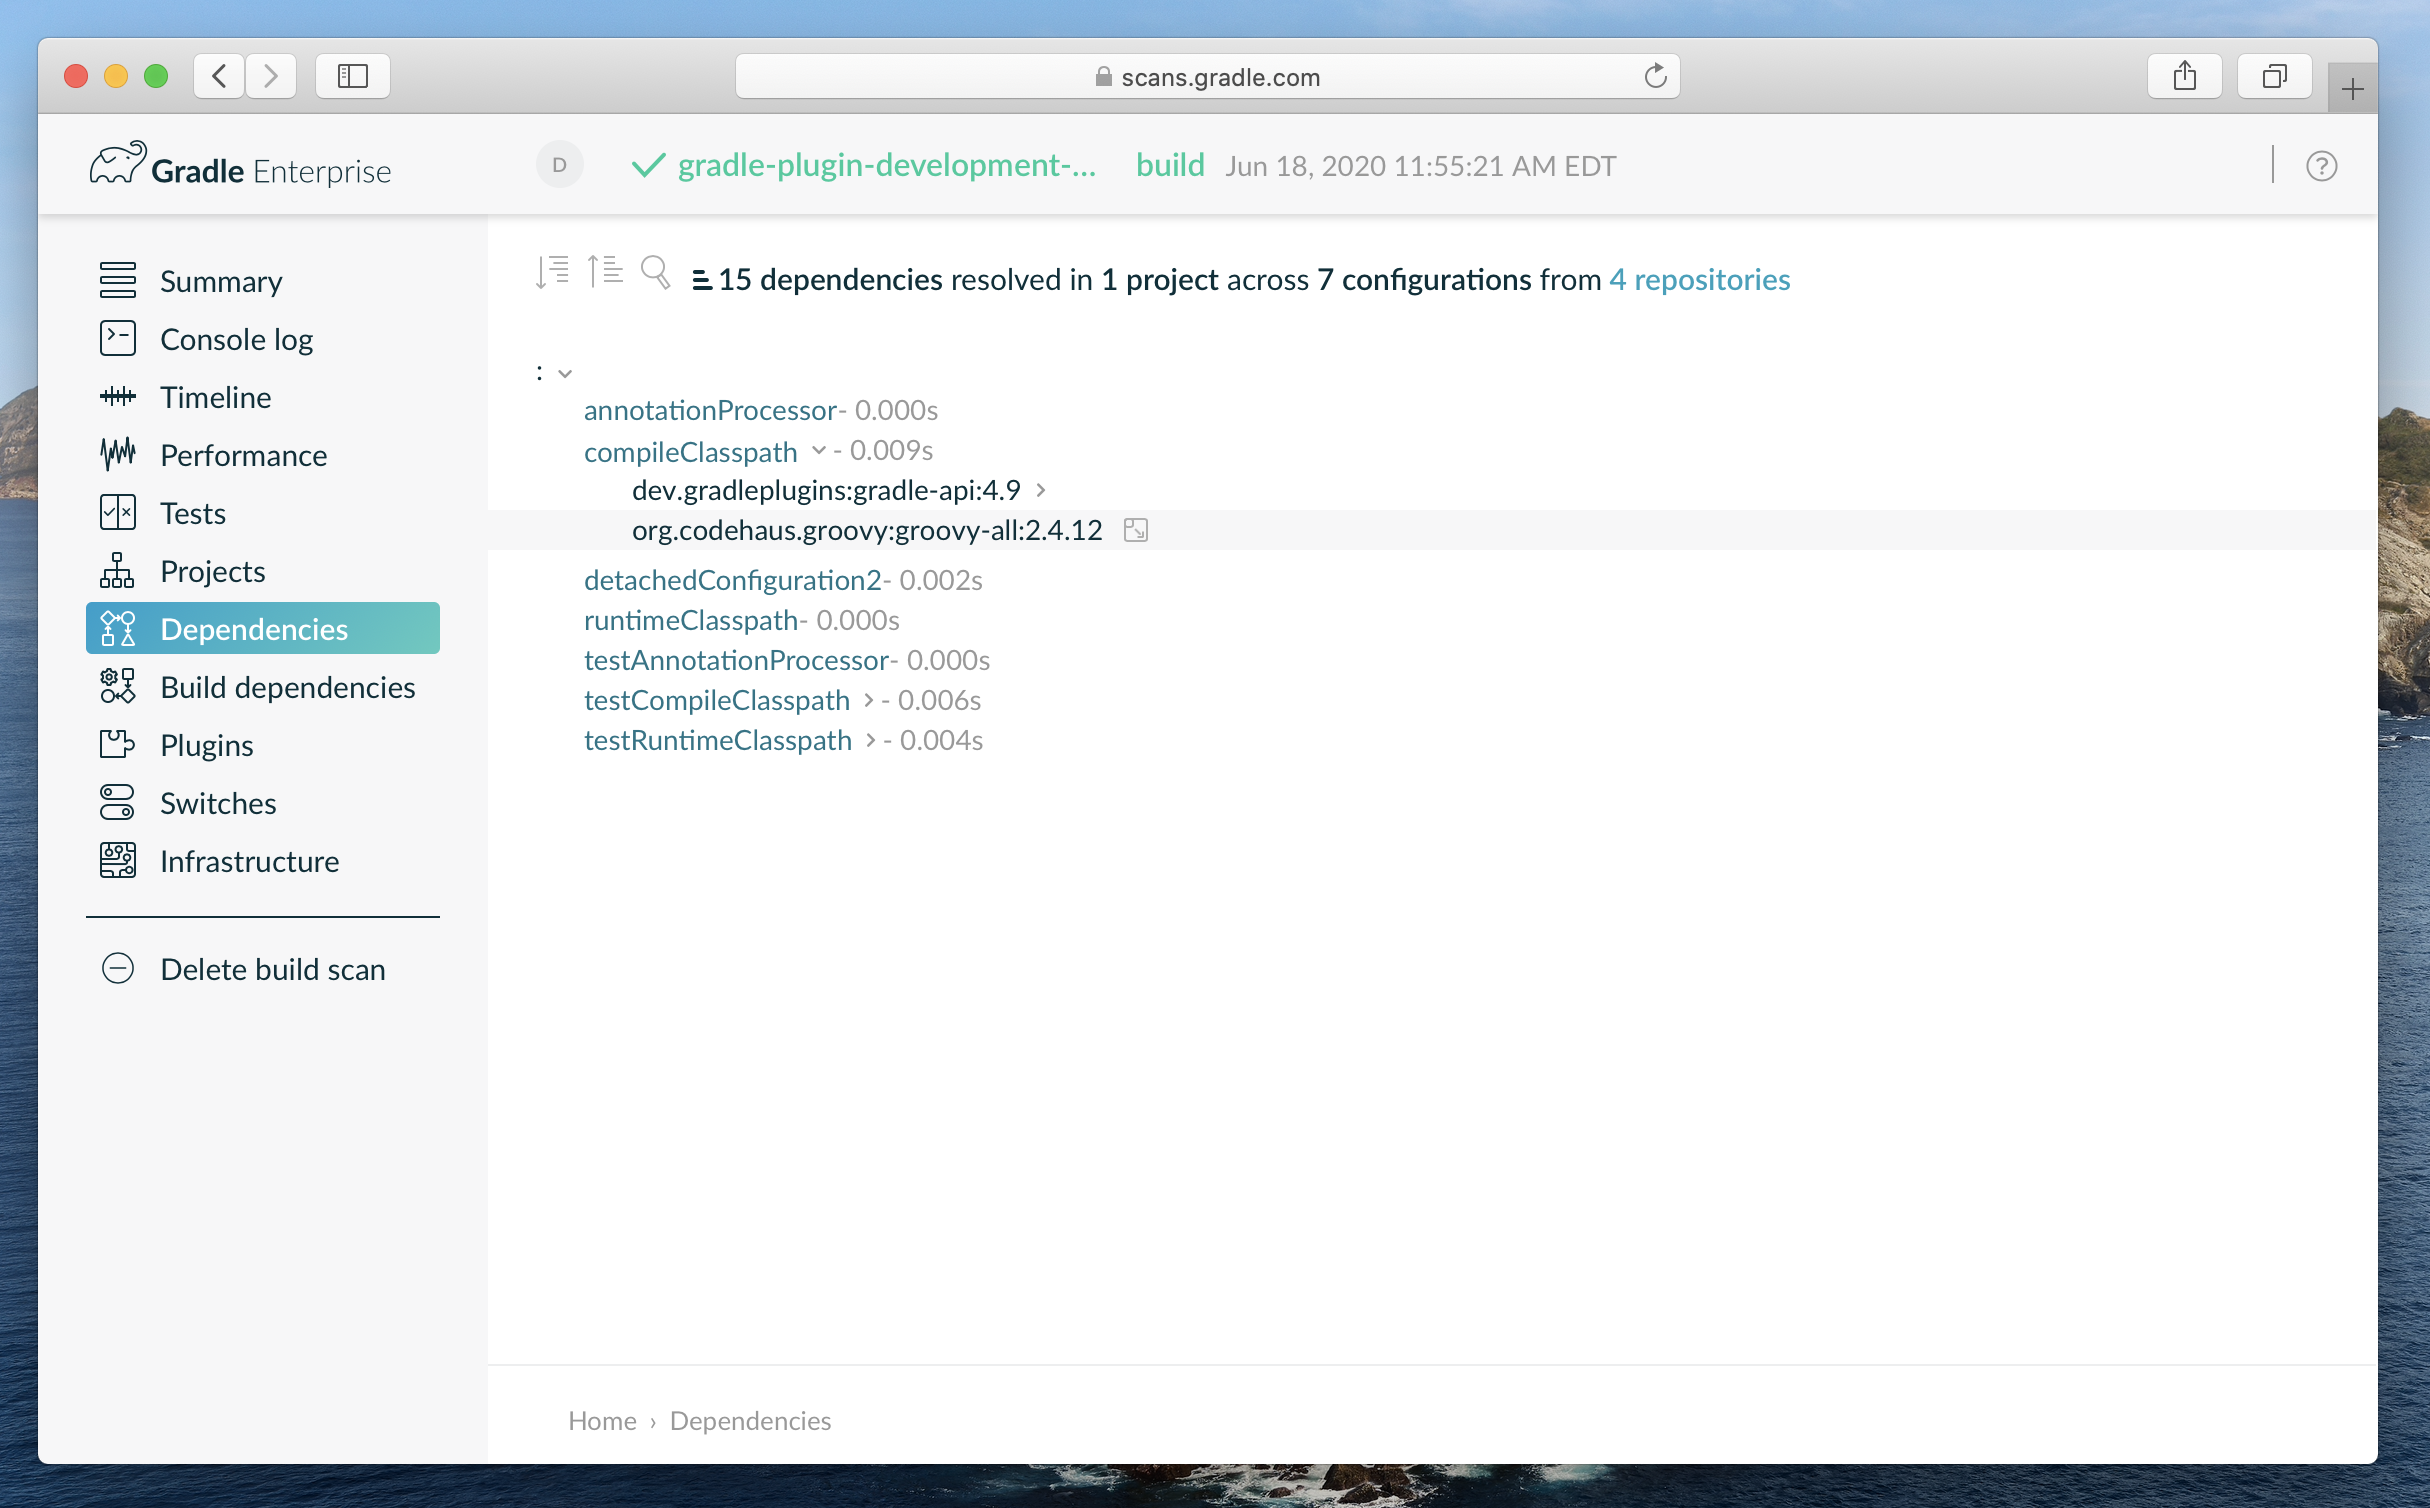 scans.gradle.com
Gradle Enterprise
D
gradle-plugin-development-... build Jun 18, 2020 11:55:21 AM EDT
Summary
Console log
Timeline
Performance
Tests
Projects
Dependencies
Build dependencies
Plugins
Switches
Infrastructure
Delete build scan
15 dependencies resolved in 1 project across 7 configurations from 4 repositories
:
annotationProcessor- 0.000s
compileClasspath - 0.009s
dev.gradleplugins:gradle-api:4.9
org.codehaus.groovy:groovy-all:2.4.12
detachedConfiguration2- 0.002s
runtimeClasspath- 0.000s
testAnnotationProcessor- 0.000s
testCompileClasspath - 0.006s
testRuntimeClasspath - 0.004s
Home › Dependencies